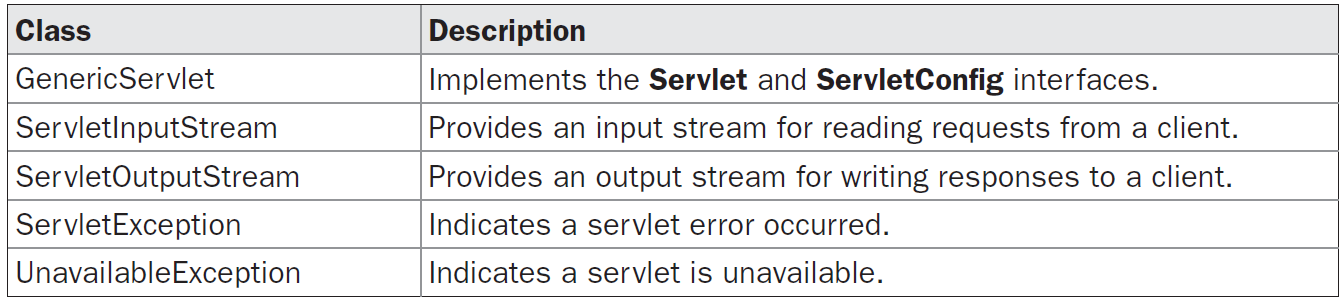 Class Description
GenericServlet Implements the Servlet and ServletConfig interfaces.
ServletInputStream Provides an input stream for reading requests from a client.
ServletOutputStream Provides an output stream for writing responses to a client.
ServletException Indicates a servlet error occurred.
UnavailableException Indicates a servlet is unavailable.